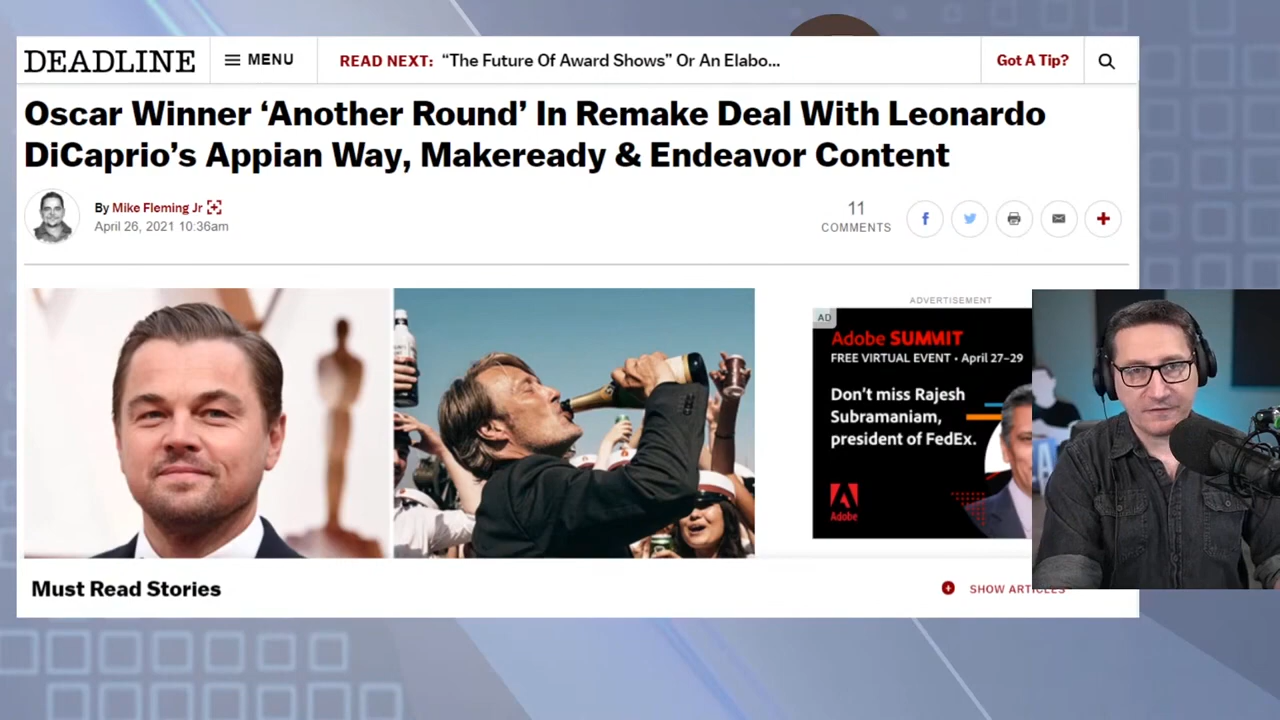 DEADLINE
MENU
READ NEXT: “The Future Of Award Shows” Or An Elabo...
Got A Tip?
Oscar Winner ‘Another Round’ In Remake Deal With Leonardo
DiCaprio’s Appian Way, Makeready & Endeavor Content
By Mike Fleming Jr
April 26, 2021 10:36am
11
COMMENTS
ADVERTISEMENT
AD
Adobe SUMMIT
FREE VIRTUAL EVENT • April 27–29
Don’t miss Rajesh
Subramaniam,
president of FedEx.
Adobe
Must Read Stories
SHOW ARTICLES